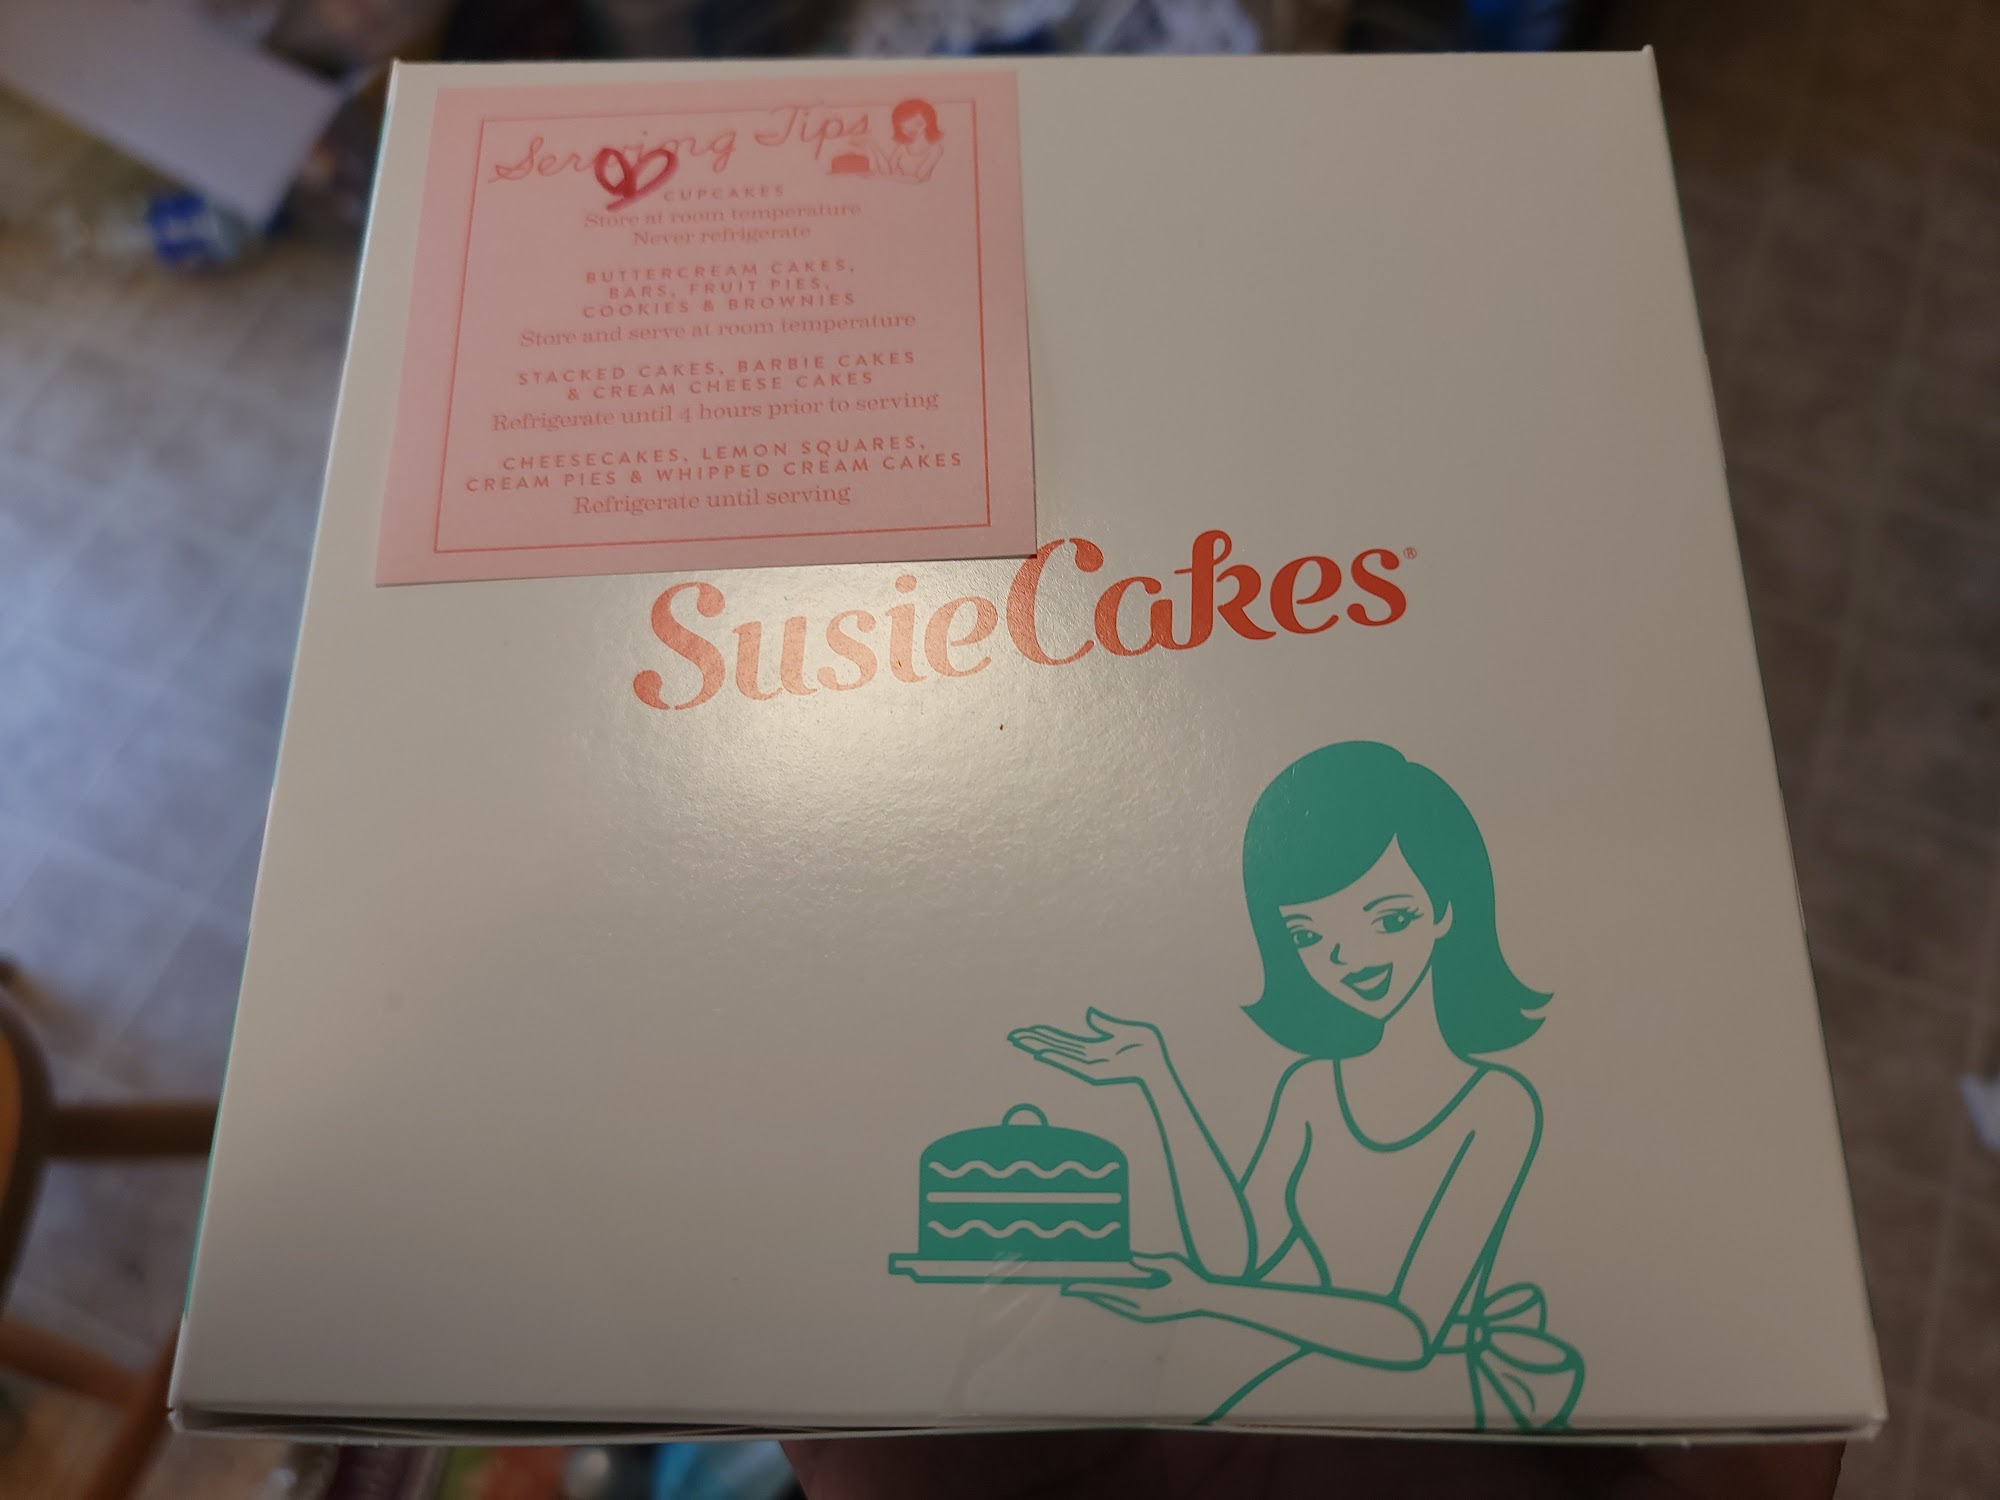 Serving Tips
CUPCAKES
Store at room temperature
Never refrigerate
BUTTERCREAM CAKES,
BARS, FRUIT PIES,
COOKIES & BROWNIES
Store and serve at room temperature
STACKED CAKES, BARBIE CAKES
& CREAM CHEESE CAKES
Refrigerate until 4 hours prior to serving
CHEESECAKES, LEMON SQUARES,
CREAM PIES & WHIPPED CREAM CAKES
Refrigerate until serving
SusieCakes®